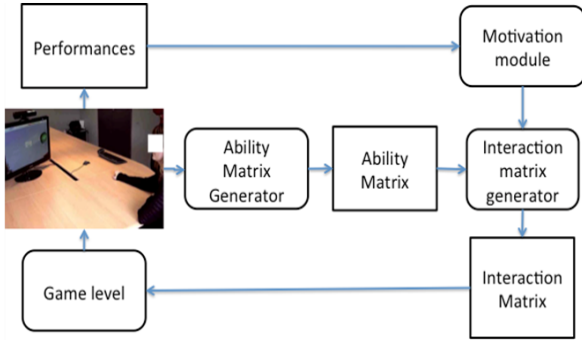 Performances
Motivation
module
Ability
Matrix
Generator
Ability
Matrix
Interaction
matrix
generator
Game level
Interaction
Matrix